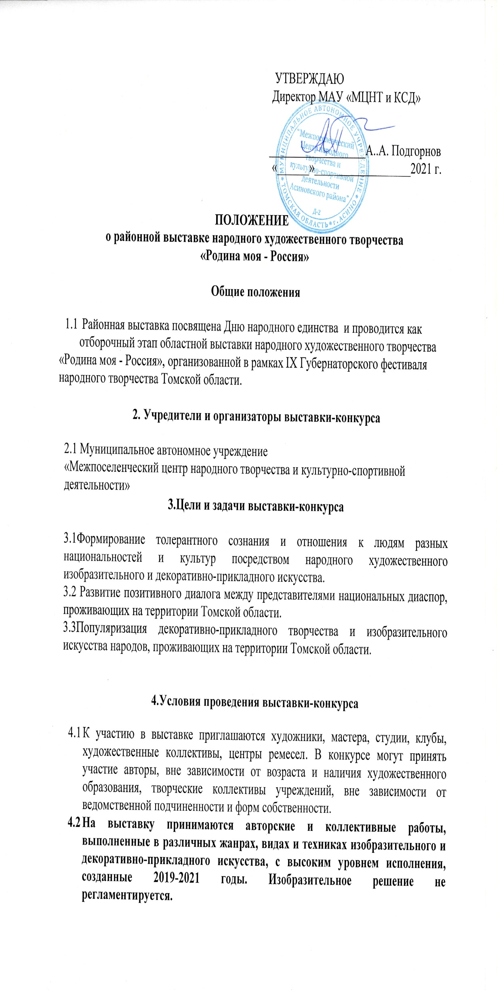 УТВЕРЖДАЮ
Директор МАУ «МЦНТ и КСД»
МУНИЦИПАЛЬНОЕ АВТОНОМНОЕ УЧРЕЖДЕНИЕ * ТОМСКАЯ ОБЛАСТЬ * г. АСИНО *
“Межпоселенческий
Центр народного
творчества и
культурно-спортивной
деятельности
Асиновского района”
Д-2
____________________А..А. Подгорнов
«______»____________________2021 г.
ПОЛОЖЕНИЕ
о районной выставке народного художественного творчества
«Родина моя - Россия»
Общие положения
1.1 Районная выставка посвящена Дню народного единства и проводится как
отборочный этап областной выставки народного художественного творчества
«Родина моя - Россия», организованной в рамках IX Губернаторского фестиваля
народного творчества Томской области.
2. Учредители и организаторы выставки-конкурса
2.1 Муниципальное автономное учреждение
«Межпоселенческий центр народного творчества и культурно-спортивной
деятельности»
3.Цели и задачи выставки-конкурса
3.1Формирование толерантного сознания и отношения к людям разных
национальностей и культур посредством народного художественного
изобразительного и декоративно-прикладного искусства.
3.2 Развитие позитивного диалога между представителями национальных диаспор,
проживающих на территории Томской области.
3.3Популяризация декоративно-прикладного творчества и изобразительного
искусства народов, проживающих на территории Томской области.
4.Условия проведения выставки-конкурса
4.1К участию в выставке приглашаются художники, мастера, студии, клубы,
художественные коллективы, центры ремесел. В конкурсе могут принять
участие авторы, вне зависимости от возраста и наличия художественного
образования, творческие коллективы учреждений, вне зависимости от
ведомственной подчиненности и форм собственности.
4.2На выставку принимаются авторские и коллективные работы,
выполненные в различных жанрах, видах и техниках изобразительного и
декоративно-прикладного искусства, с высоким уровнем исполнения,
созданные 2019-2021 годы. Изобразительное решение не
регламентируется.